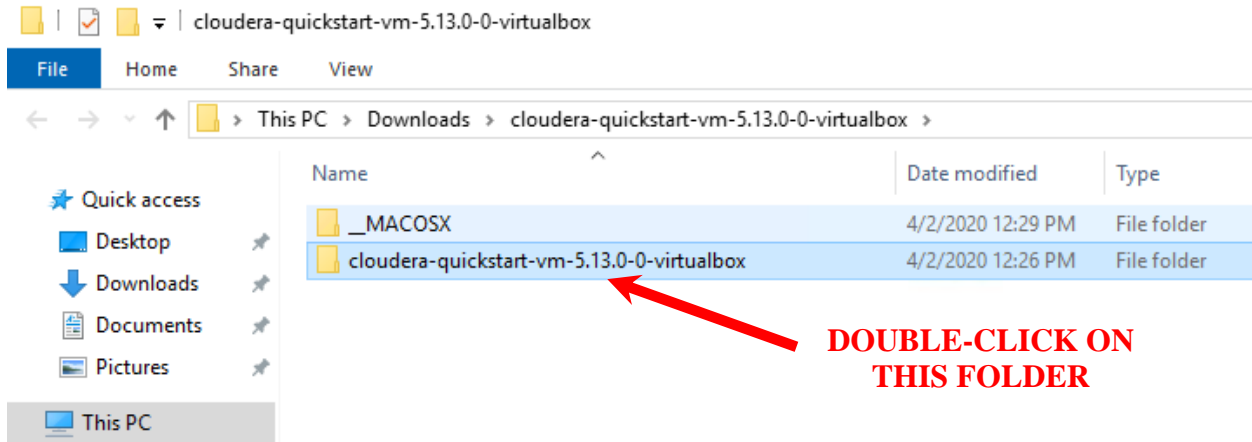 cloudera-quickstart-vm-5.13.0-0-virtualbox
File Home Share View
This PC > Downloads > cloudera-quickstart-vm-5.13.0-0-virtualbox >
Name Date modified Type
Quick access
__MACOSX 4/2/2020 12:29 PM File folder
Desktop
cloudera-quickstart-vm-5.13.0-0-virtualbox 4/2/2020 12:26 PM File folder
Downloads
Documents
DOUBLE-CLICK ON
THIS FOLDER
Pictures
This PC